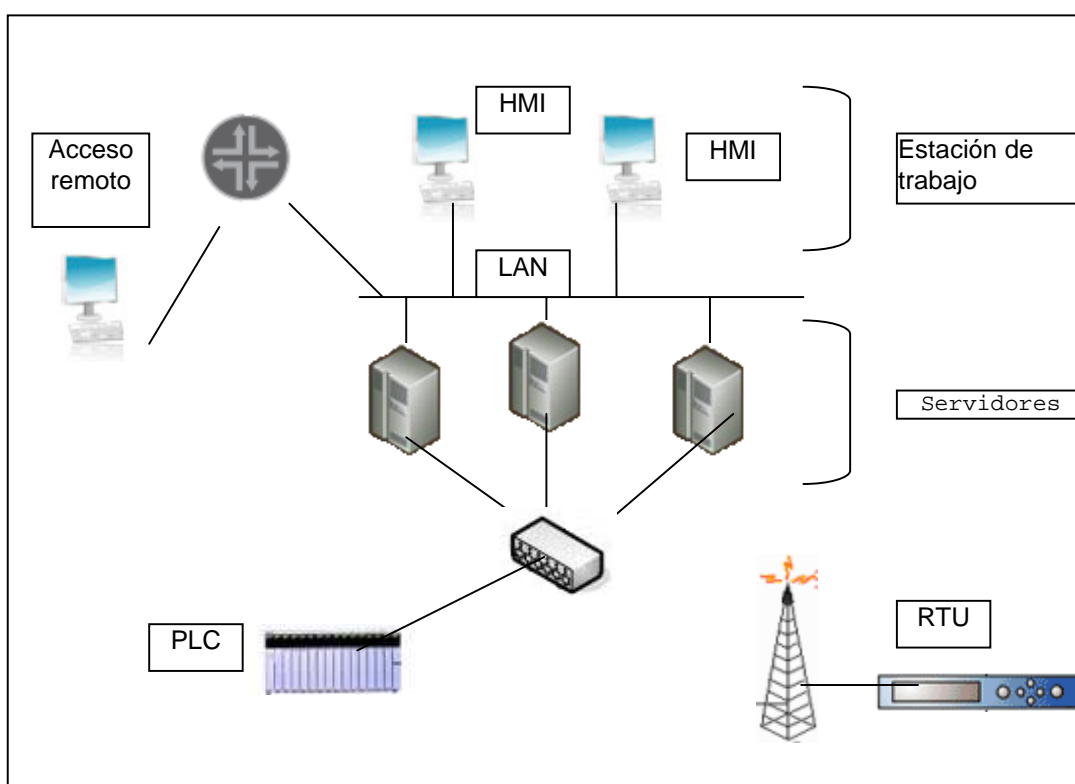 HMI
Acceso
remoto
HMI
Estación de
trabajo
LAN
Servidores
PLC
RTU